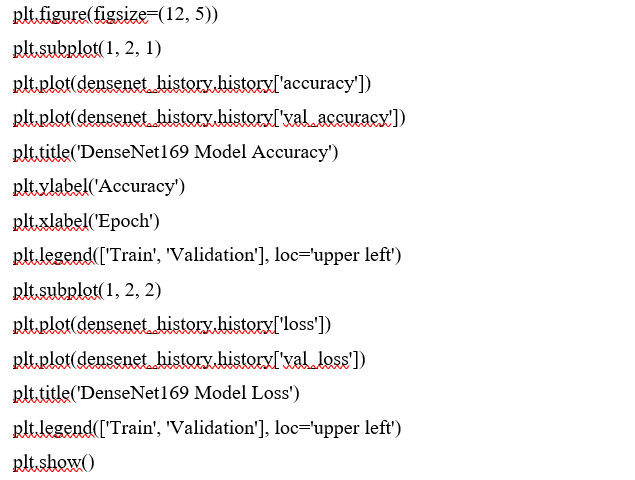 plt.figure(figsize=(12, 5))
plt.subplot(1, 2, 1)
plt.plot(densenet_history.history['accuracy'])
plt.plot(densenet_history.history['val_accuracy'])
plt.title('DenseNet169 Model Accuracy')
plt.ylabel('Accuracy')
plt.xlabel('Epoch')
plt.legend(['Train', 'Validation'], loc='upper left')
plt.subplot(1, 2, 2)
plt.plot(densenet_history.history['loss'])
plt.plot(densenet_history.history['val_loss'])
plt.title('DenseNet169 Model Loss')
plt.legend(['Train', 'Validation'], loc='upper left')
plt.show()